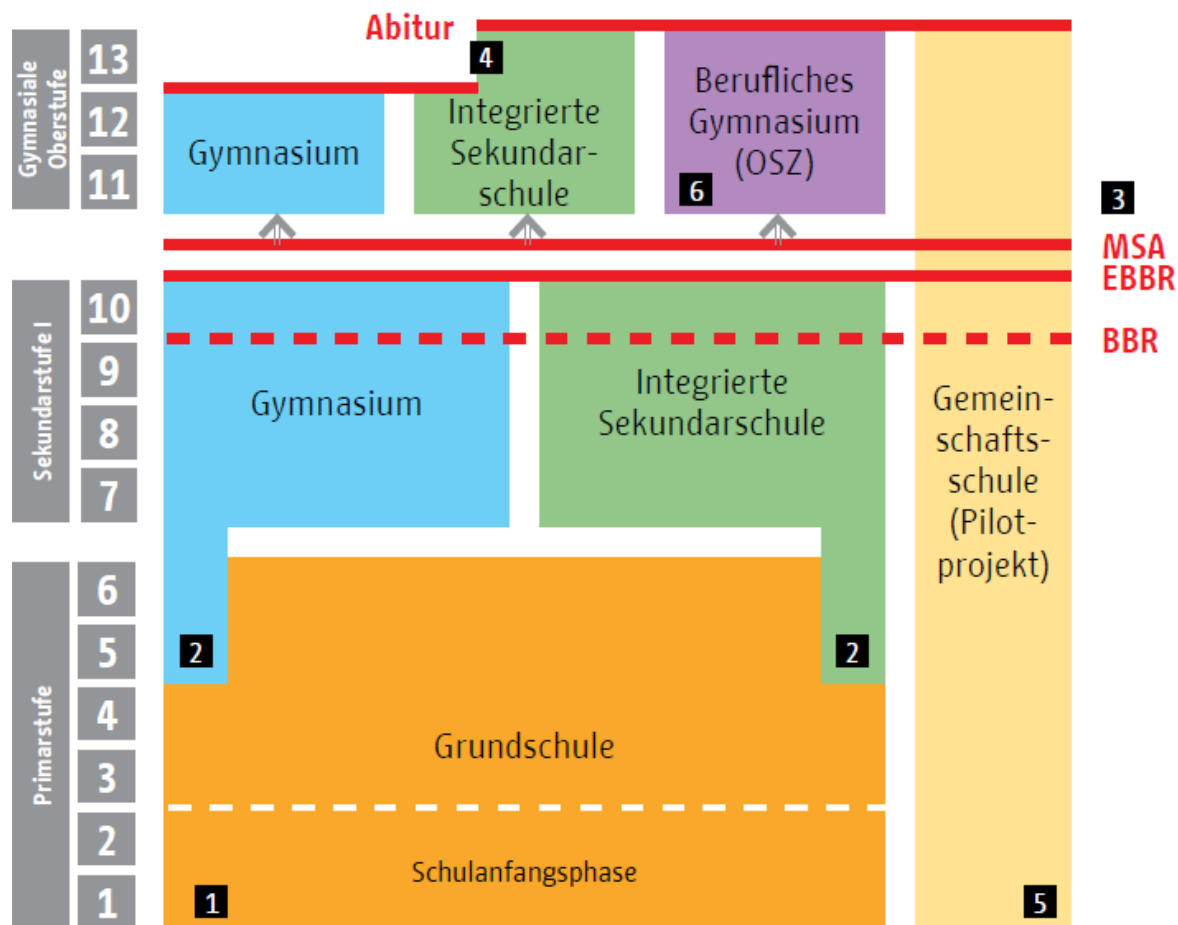 Abitur
Gymnasiale
Oberstufe
13
12
11
4
Gymnasium
Integrierte
Sekundar-
schule
Berufliches
Gymnasium
(OSZ)
6
3
MSA
EBBR
BBR
Sekundarstufe I
10
9
8
7
Gymnasium
Integrierte
Sekundarschule
Gemein-
schafts-
schule
(Pilot-
projekt)
Primarstufe
6
5
4
3
2
1
2
2
Grundschule
Schulanfangsphase
1
5